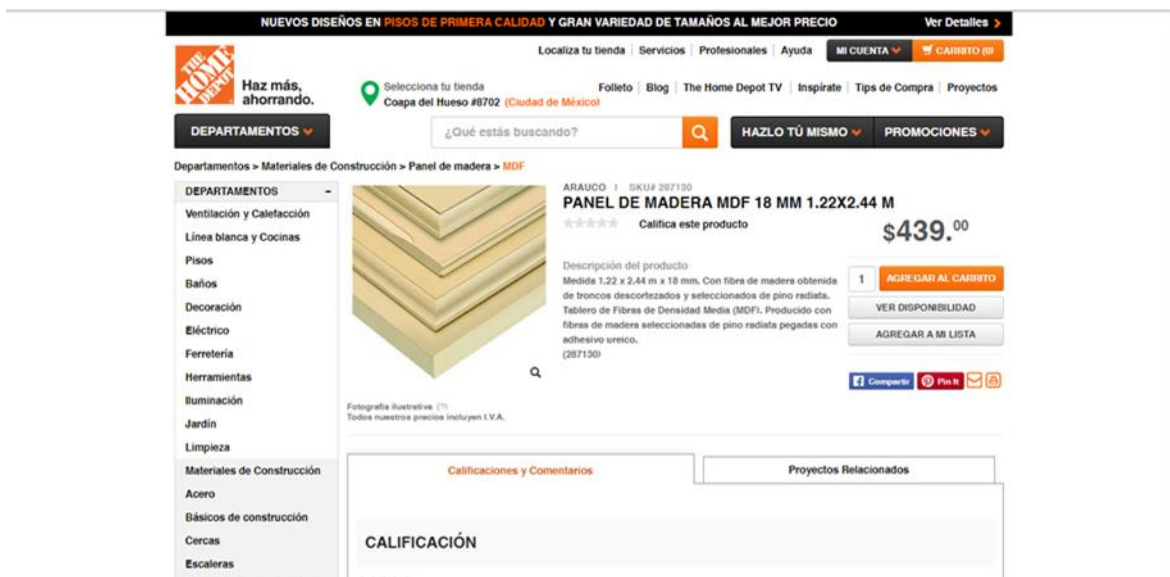 NUEVOS DISEÑOS EN PISOS DE PRIMERA CALIDAD Y GRAN VARIEDAD DE TAMAÑOS AL MEJOR PRECIO Ver Detalles >
Localiza tu tienda | Servicios | Profesionales | Ayuda MI CUENTA CARRITO (0)
THE HOME DEPOT
Haz más,
ahorrando.
Selecciona tu tienda
Coapa del Hueso #8702 (Ciudad de México)
Folleto | Blog | The Home Depot TV | Inspírate | Tips de Compra | Proyectos
DEPARTAMENTOS
¿Qué estás buscando?
HAZLO TÚ MISMO PROMOCIONES
Departamentos > Materiales de Construcción > Panel de madera > MDF
DEPARTAMENTOS -
Ventilación y Calefacción
Línea blanca y Cocinas
Pisos
Baños
Decoración
Eléctrico
Ferretería
Herramientas
Iluminación
Jardín
Limpieza
Materiales de Construcción
Acero
Básicos de construcción
Cercas
Escaleras
ARAUCO | SKU# 287130
PANEL DE MADERA MDF 18 MM 1.22X2.44 M
Califica este producto
$439.00
Descripción del producto
Medida 1.22 x 2.44 m x 18 mm. Con fibra de madera obtenida
de troncos descortezados y seleccionados de pino radiata.
Tablero de Fibras de Densidad Media (MDF). Producido con
fibras de madera seleccionadas de pino radiata pegadas con
adhesivo ureico.
(287130)
1 AGREGAR AL CARRITO
VER DISPONIBILIDAD
AGREGAR A MI LISTA
Compartir Pin It
Fotografía ilustrativa (?)
Todos nuestros precios incluyen I.V.A.
Calificaciones y Comentarios
Proyectos Relacionados
CALIFICACIÓN